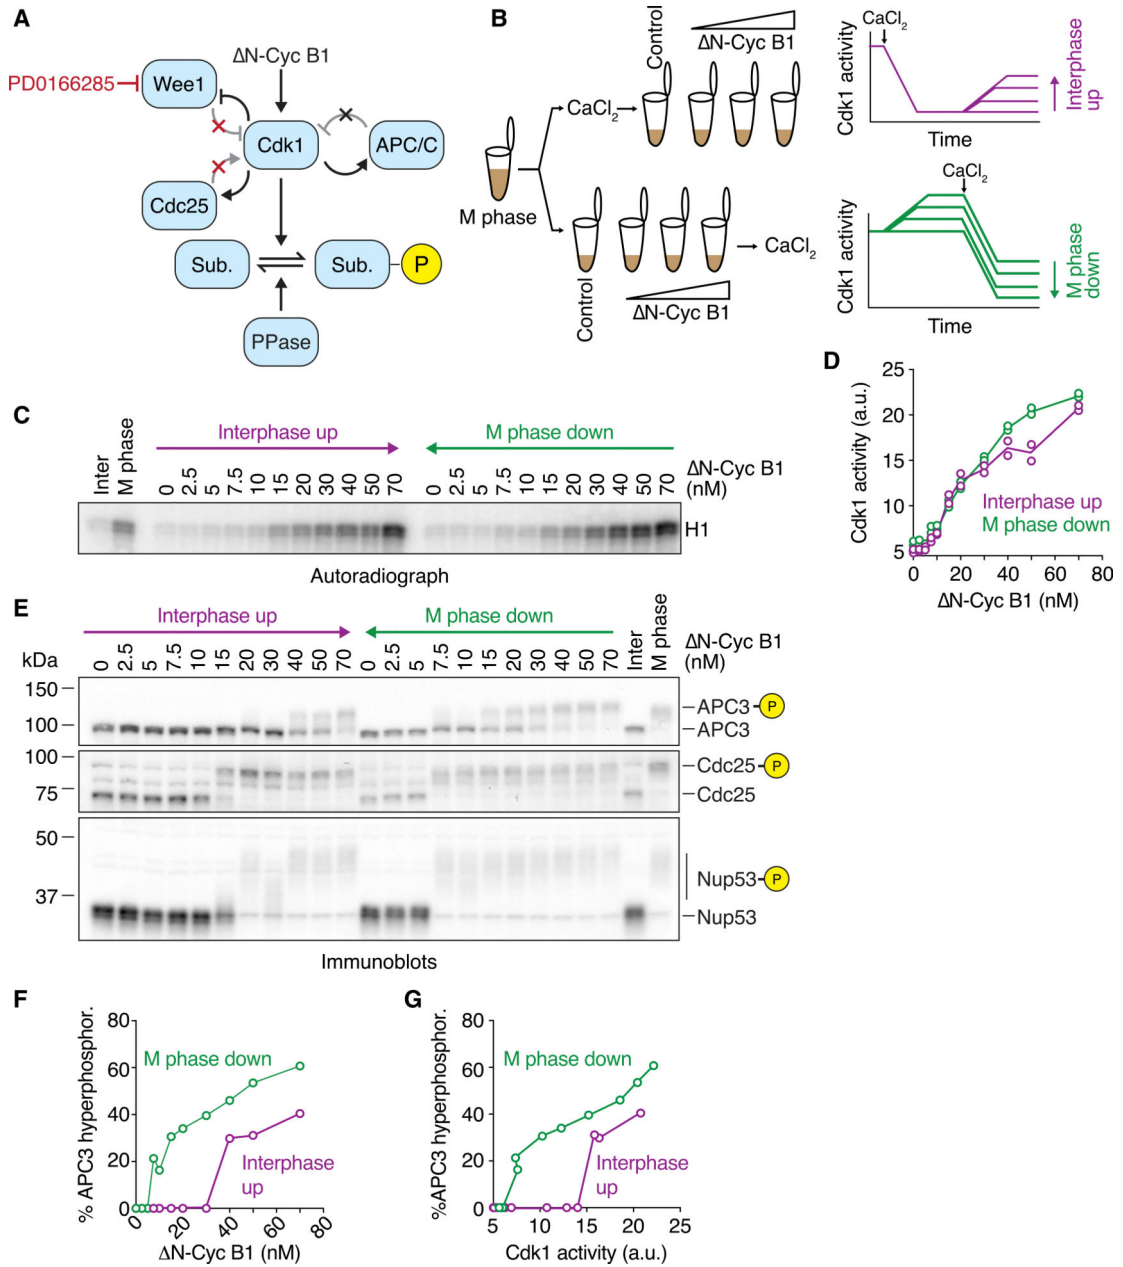 A
ΔN-Cyc B1
PD0166285
Wee1
Cdk1
APC/C
Cdc25
Sub.
Sub.
P
PPase
B
Control
ΔN-Cyc B1
CaCl2
M phase
CaCl2
Control
ΔN-Cyc B1
CaCl2
Cdk1 activity
Time
Interphase
up
CaCl2
Cdk1 activity
Time
M phase
down
C
Inter
M phase
Interphase up
M phase down
0 2.5 5 7.5 10 15 20 30 40 50 70
0 2.5 5 7.5 10 15 20 30 40 50 70
ΔN-Cyc B1
(nM)
H1
Autoradiograph
D
Cdk1 activity (a.u.)
25
20
15
10
5
Interphase up
M phase down
0 20 40 60 80
ΔN-Cyc B1 (nM)
E
Interphase up
M phase down
kDa
0 2.5 5 7.5 10 15 20 30 40 50 70
0 2.5 5 7.5 10 15 20 30 40 50 70
Inter
M phase
ΔN-Cyc B1
(nM)
150
100
APC3 P
APC3
100
75
Cdc25 P
Cdc25
50
37
Nup53 P
Nup53
Immunoblots
F
% APC3 hyperphosphor.
80
60
40
20
0
M phase down
Interphase
up
0 20 40 60 80
ΔN-Cyc B1 (nM)
G
%APC3 hyperphosphor.
80
60
40
20
0
M phase down
Interphase
up
5 10 15 20 25
Cdk1 activity (a.u.)